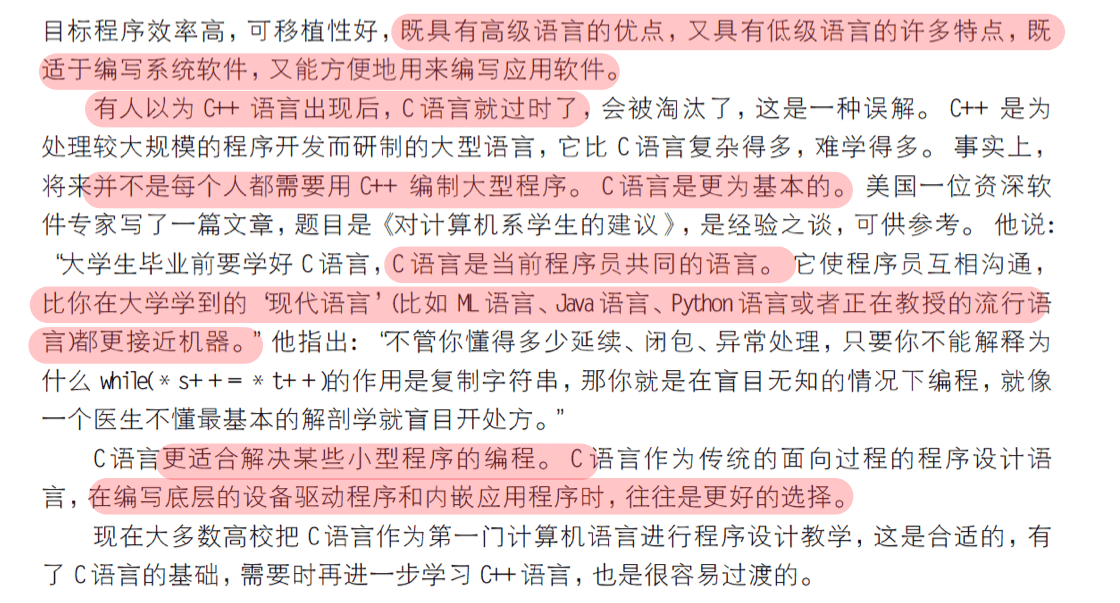 目标程序效率高，可移植性好，既具有高级语言的优点，又具有低级语言的许多特点，既
适于编写系统软件，又能方便地用来编写应用软件。
有人以为 C++ 语言出现后，C 语言就过时了，会被淘汰了，这是一种误解。 C++ 是为
处理较大规模的程序开发而研制的大型语言，它比 C 语言复杂得多，难学得多。 事实上，
将来并不是每个人都需要用 C++ 编制大型程序。 C 语言是更为基本的。 美国一位资深软
件专家写了一篇文章，题目是《对计算机系学生的建议》，是经验之谈，可供参考。 他说：
“大学生毕业前要学好 C 语言，C 语言是当前程序员共同的语言。 它使程序员互相沟通，
比你在大学学到的‘现代语言’(比如 ML 语言、Java 语言、Python 语言或者正在教授的流行语
言)都更接近机器。”他指出：“不管你懂得多少延续、闭包、异常处理，只要你不能解释为
什么 while(* s++ = * t++)的作用是复制字符串，那你就是在盲目无知的情况下编程，就像
一个医生不懂最基本的解剖学就盲目开处方。”
C 语言更适合解决某些小型程序的编程。 C 语言作为传统的面向过程的程序设计语
言，在编写底层的设备驱动程序和内嵌应用程序时，往往是更好的选择。
现在大多数高校把 C 语言作为第一门计算机语言进行程序设计教学，这是合适的，有
了 C 语言的基础，需要时再进一步学习 C++ 语言，也是很容易过渡的。